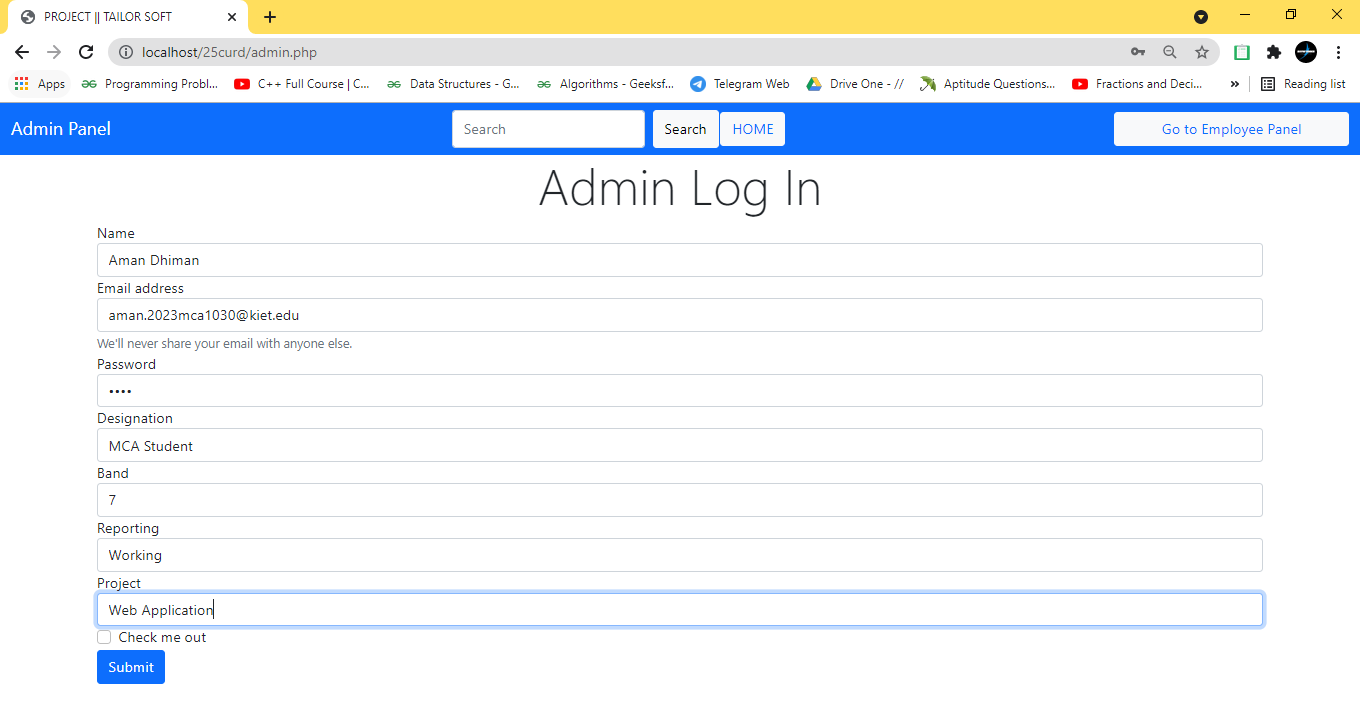 PROJECT || TAILOR SOFT
localhost/25curd/admin.php
Apps Programming Probl... C++ Full Course | C... Data Structures - G... Algorithms - Geeksf... Telegram Web Drive One - // Aptitude Questions... Fractions and Deci... » Reading list
Admin Panel Search Search HOME Go to Employee Panel
Admin Log In
Name
Aman Dhiman
Email address
aman.2023mca1030@kiet.edu
We'll never share your email with anyone else.
Password
••••
Designation
MCA Student
Band
7
Reporting
Working
Project
Web Application
Check me out
Submit